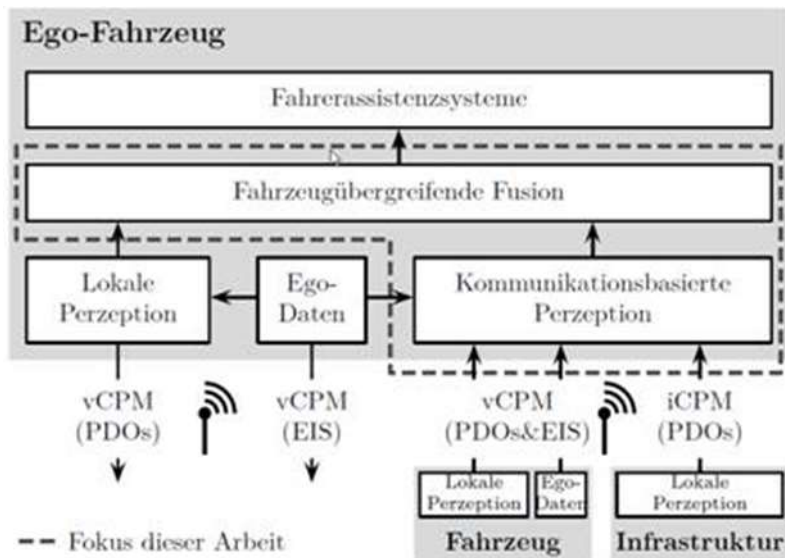 Ego-Fahrzeug
Fahrerassistenzsysteme
Fahrzeugübergreifende Fusion
Lokale
Perzeption
Ego-
Daten
Kommunikationsbasierte
Perzeption
vCPM
(PDOs)
vCPM
(EIS)
vCPM
(PDOs&EIS)
iCPM
(PDOs)
Lokale
Perzeption
Ego-
Daten
Lokale
Perzeption
Fokus dieser Arbeit
Fahrzeug
Infrastruktur